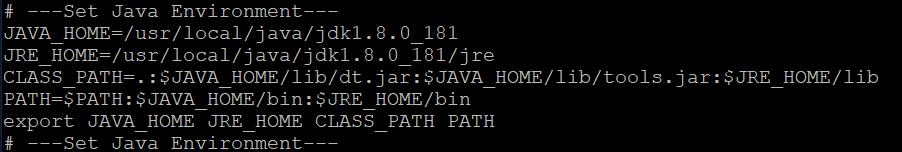 # ---Set Java Environment---
JAVA_HOME=/usr/local/java/jdk1.8.0_181
JRE_HOME=/usr/local/java/jdk1.8.0_181/jre
CLASS_PATH=.:$JAVA_HOME/lib/dt.jar:$JAVA_HOME/lib/tools.jar:$JRE_HOME/lib
PATH=$PATH:$JAVA_HOME/bin:$JRE_HOME/bin
export JAVA_HOME JRE_HOME CLASS_PATH PATH
# ---Set Java Environment---